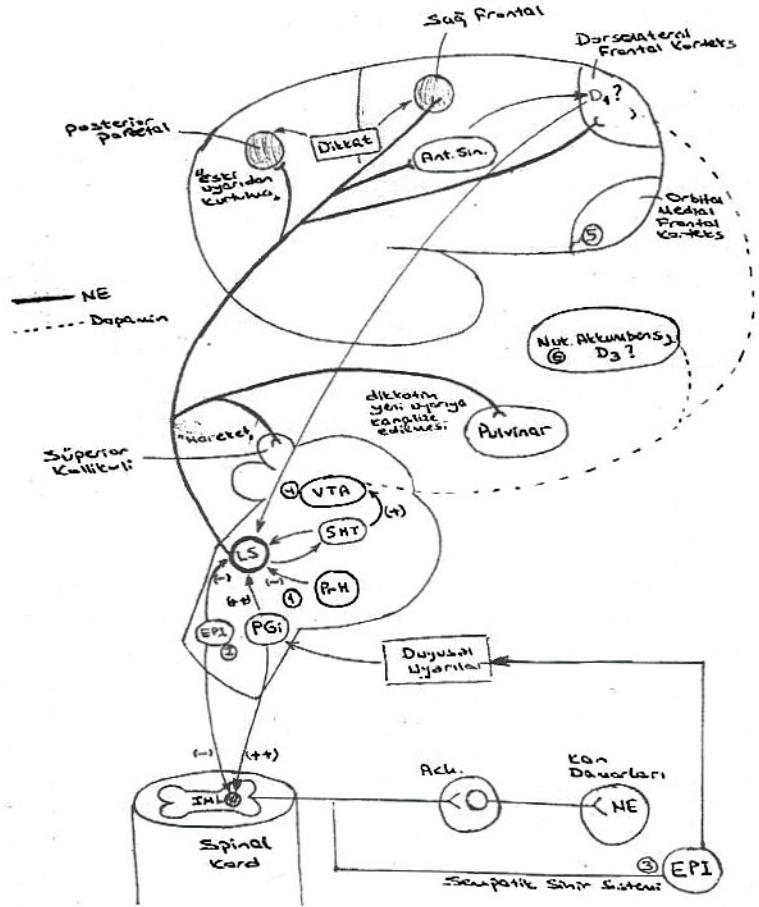 Sağ Frontal
Dorsolateral
Frontal Korteks
D₁?
Posterior
Parietal
Dikkat
Ant. Sin.
"Eski
uyarıdan
kurtulma"
Orbital
Medial
Frontal
Korteks
5
NE
Dopamin
Nuk. Akkumbens
6
D₃?
dikkatin
yeni uyarıya
kanalize
edilmesi
Pulvinar
"Hareket"
Süperior
Kollikuli
4
VTA
(+)
5HT
LS
(-)
(-)
(++)
1
PrH
EPI
2
PGi
Duyusal
Uyarılar
(-)
(++)
IML
Spinal
Kord
Ach.
Kan
Damarları
NE
3
EPI
Sempatik Sinir Sistemi